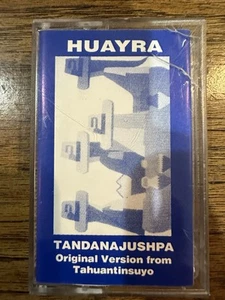 HUAYRA
TANDANAJUSHPA
Original Version from
Tahuantinsuyo